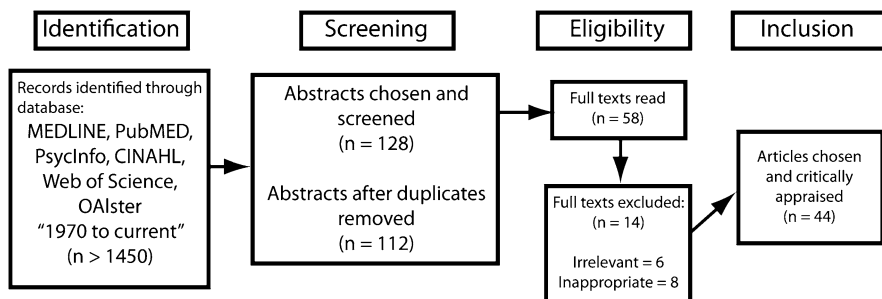 Identification
Screening
Eligibility
Inclusion
Records identified through
database:
MEDLINE, PubMED,
PsycInfo, CINAHL,
Web of Science,
OAIster
“1970 to current”
(n > 1450)
Abstracts chosen and
screened
(n = 128)
Abstracts after duplicates
removed
(n = 112)
Full texts read
(n = 58)
Full texts excluded:
(n = 14)
Irrelevant = 6
Inappropriate = 8
Articles chosen
and critically
appraised
(n = 44)